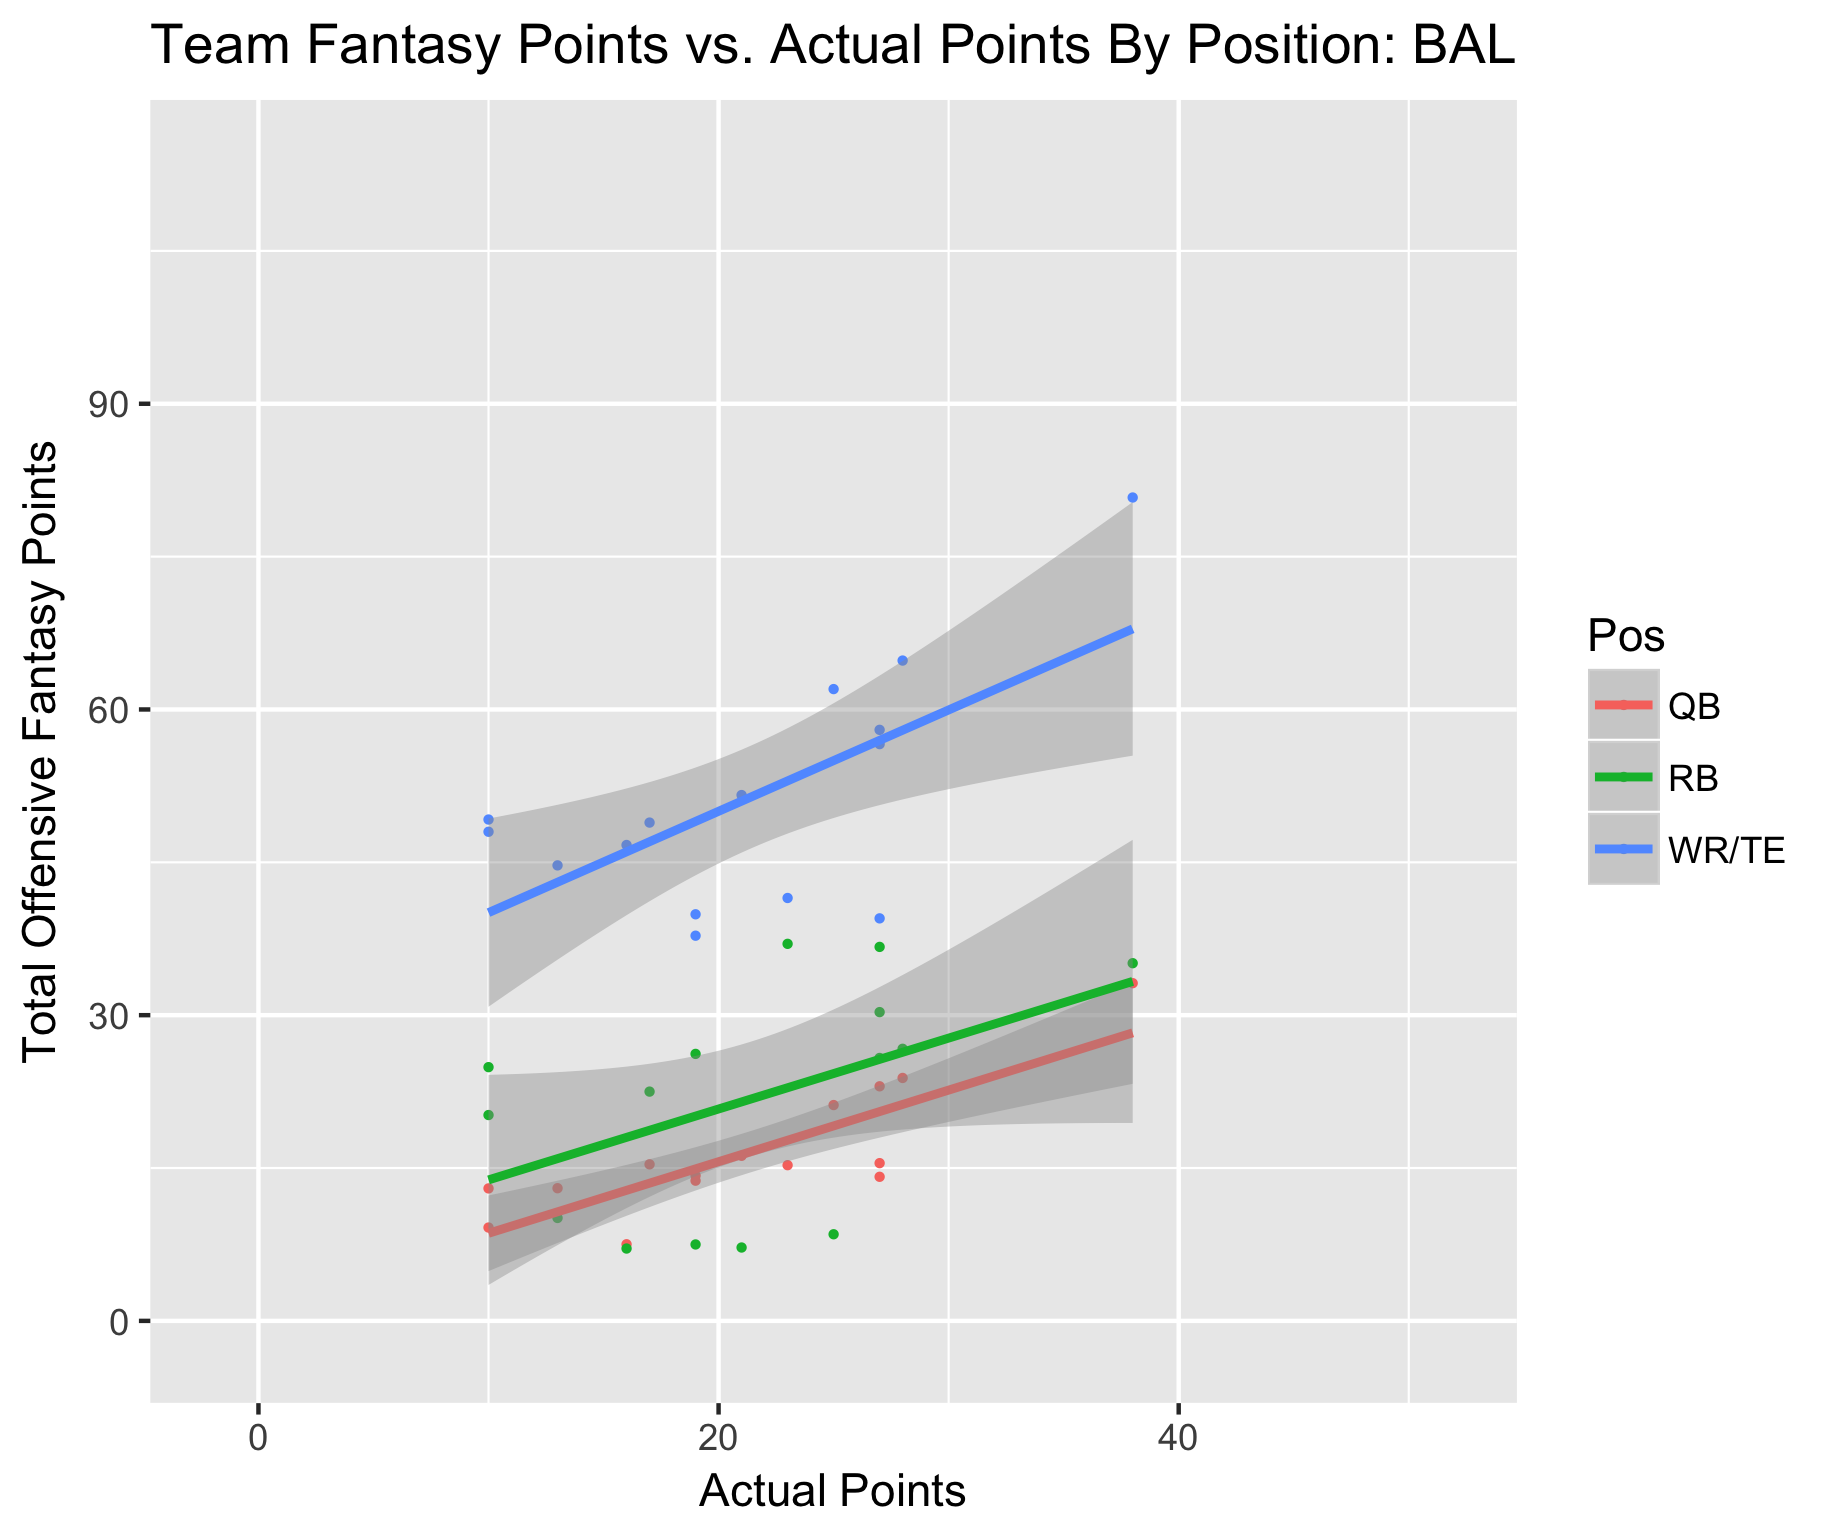 Team Fantasy Points vs. Actual Points By Position: BAL
Total Offensive Fantasy Points
90
60
30
0
0 20 40
Actual Points
Pos
QB
RB
WR/TE